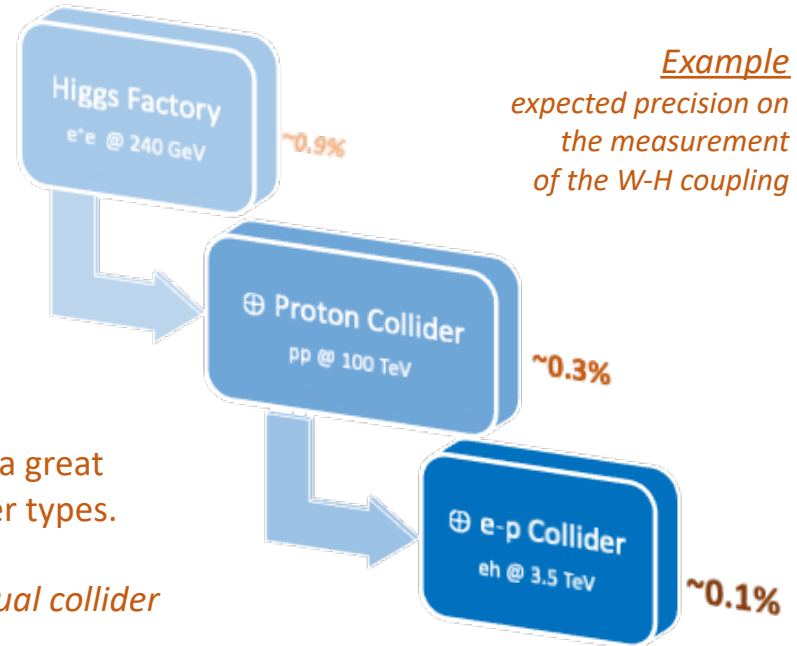 Higgs Factory
e⁺e @ 240 GeV
~0.9%
Example
expected precision on
the measurement
of the W-H coupling
⊕ Proton Collider
pp @ 100 TeV
~0.3%
a great
er types.
ual collider
⊕ e-p Collider
eh @ 3.5 TeV
~0.1%